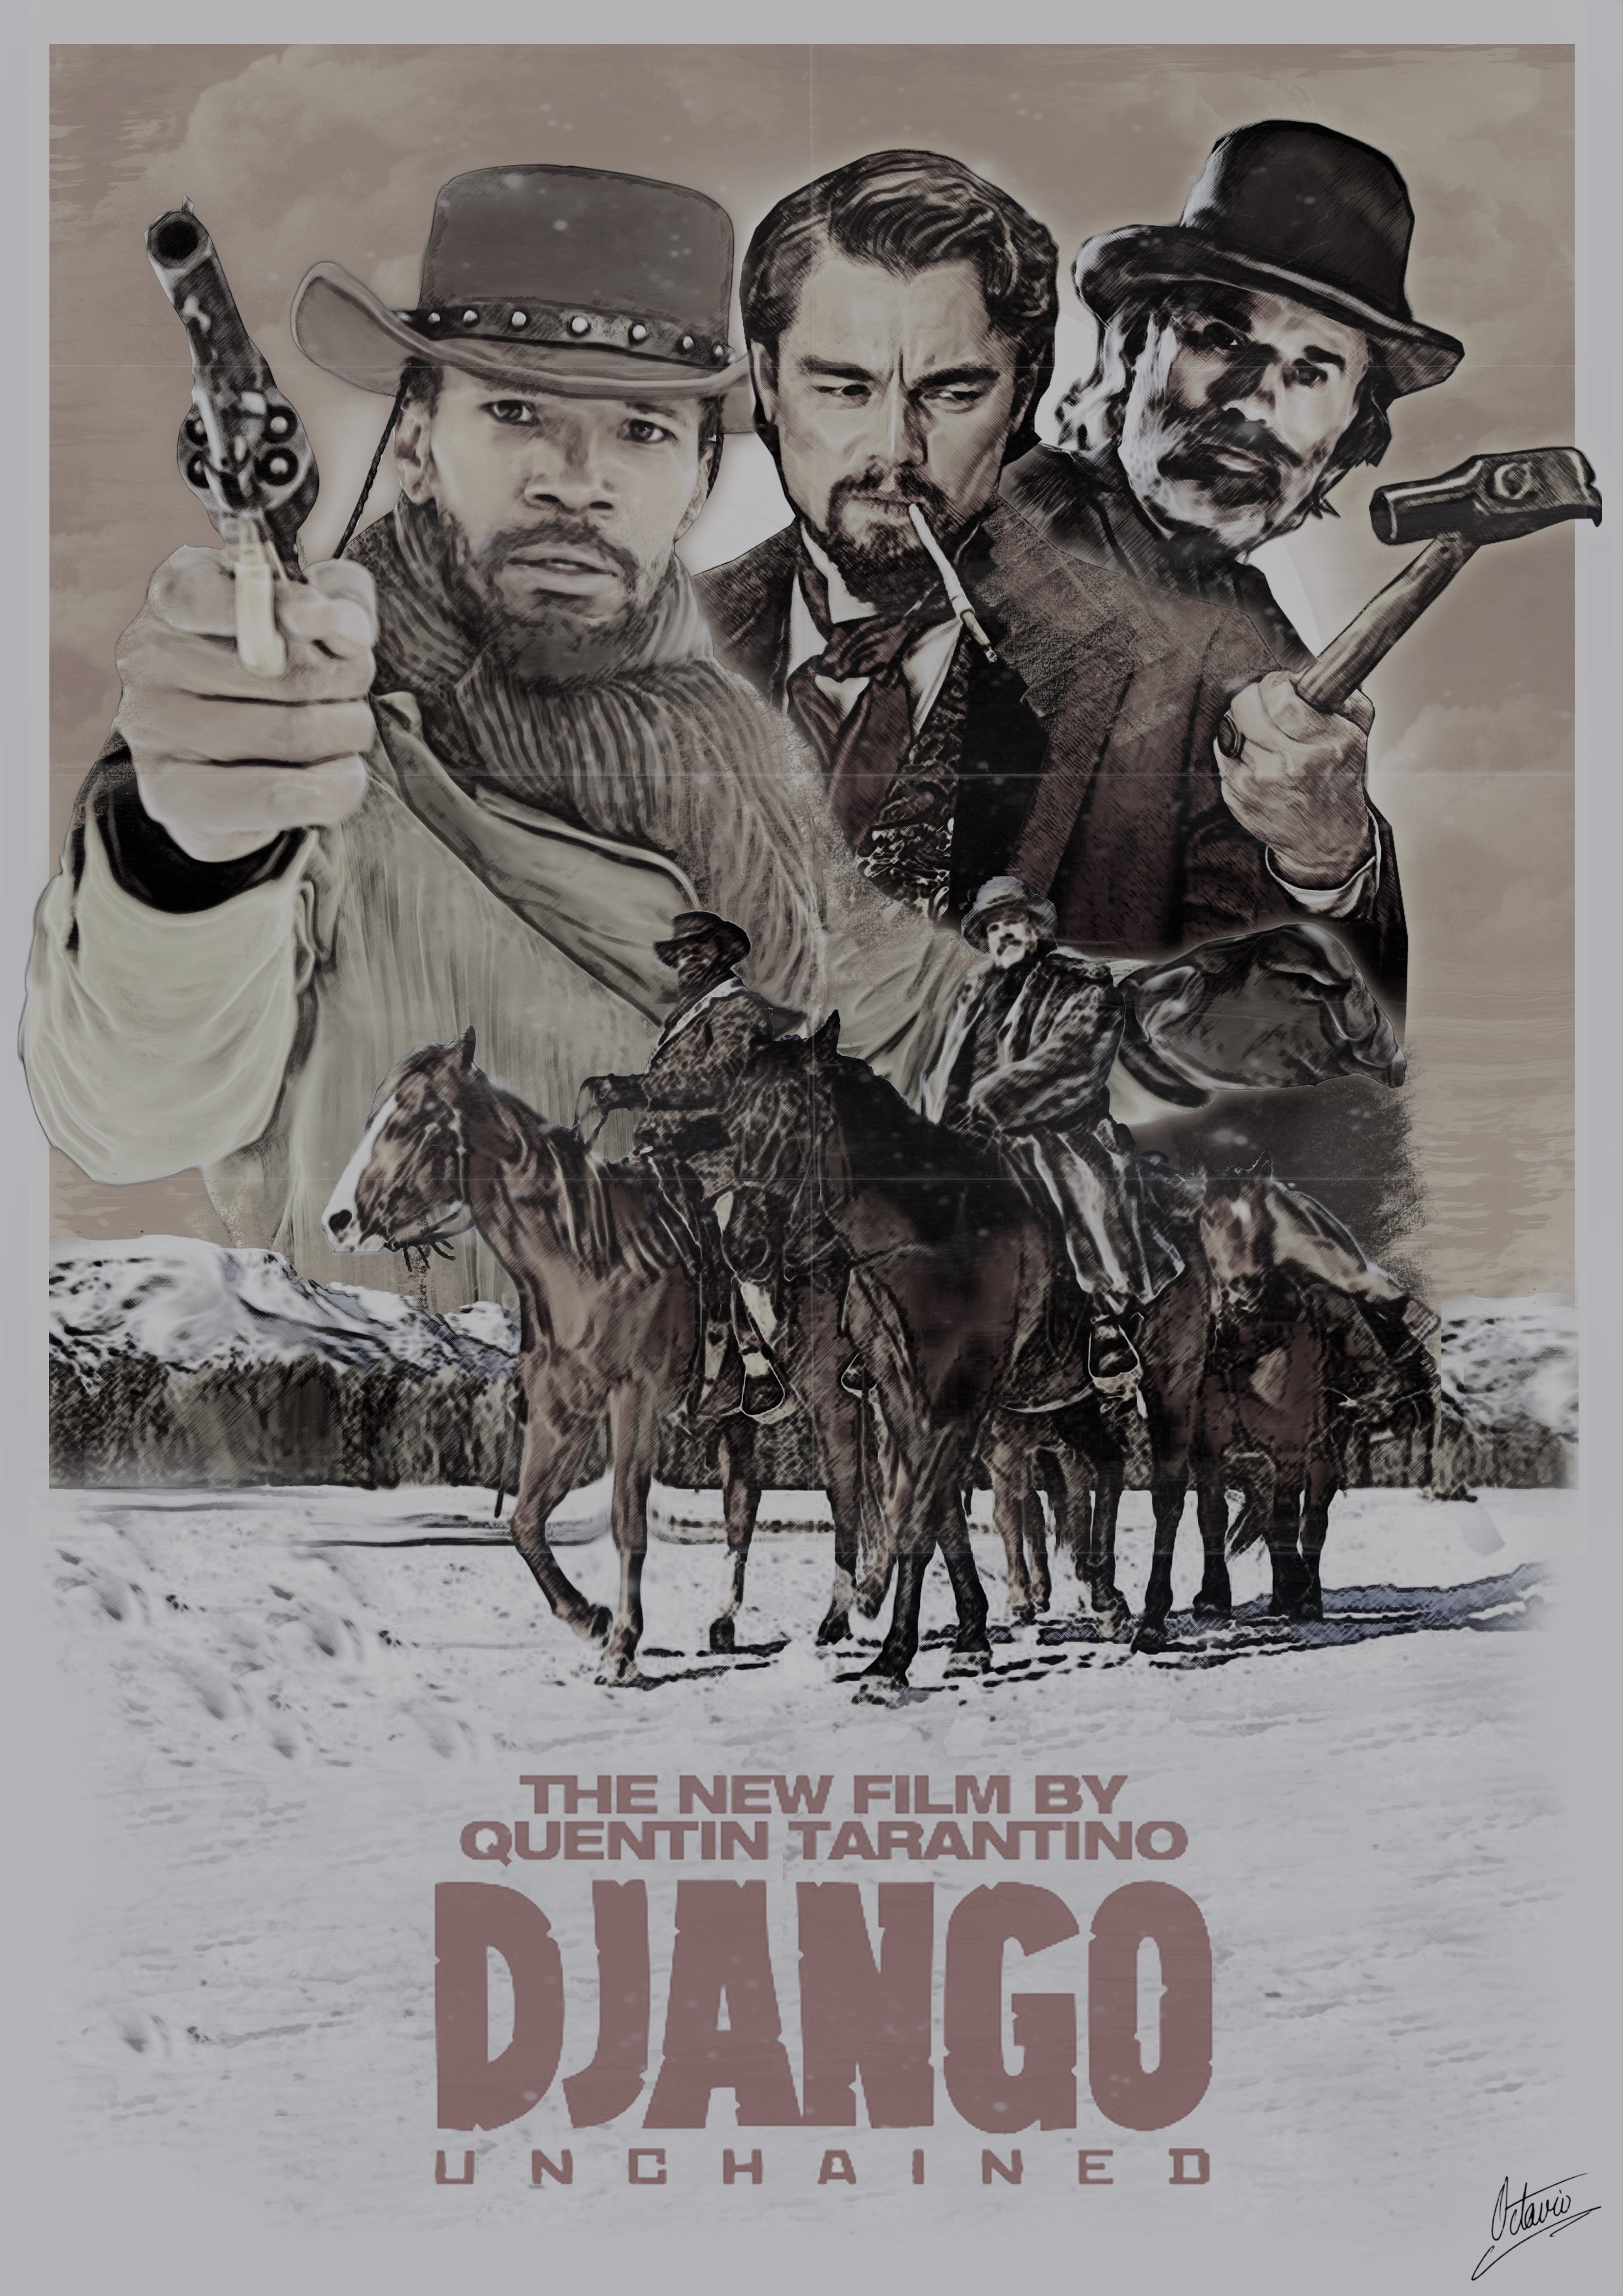 THE NEW FILM BY
QUENTIN TARANTINO
DJANGO
UNCHAINED
Octavio